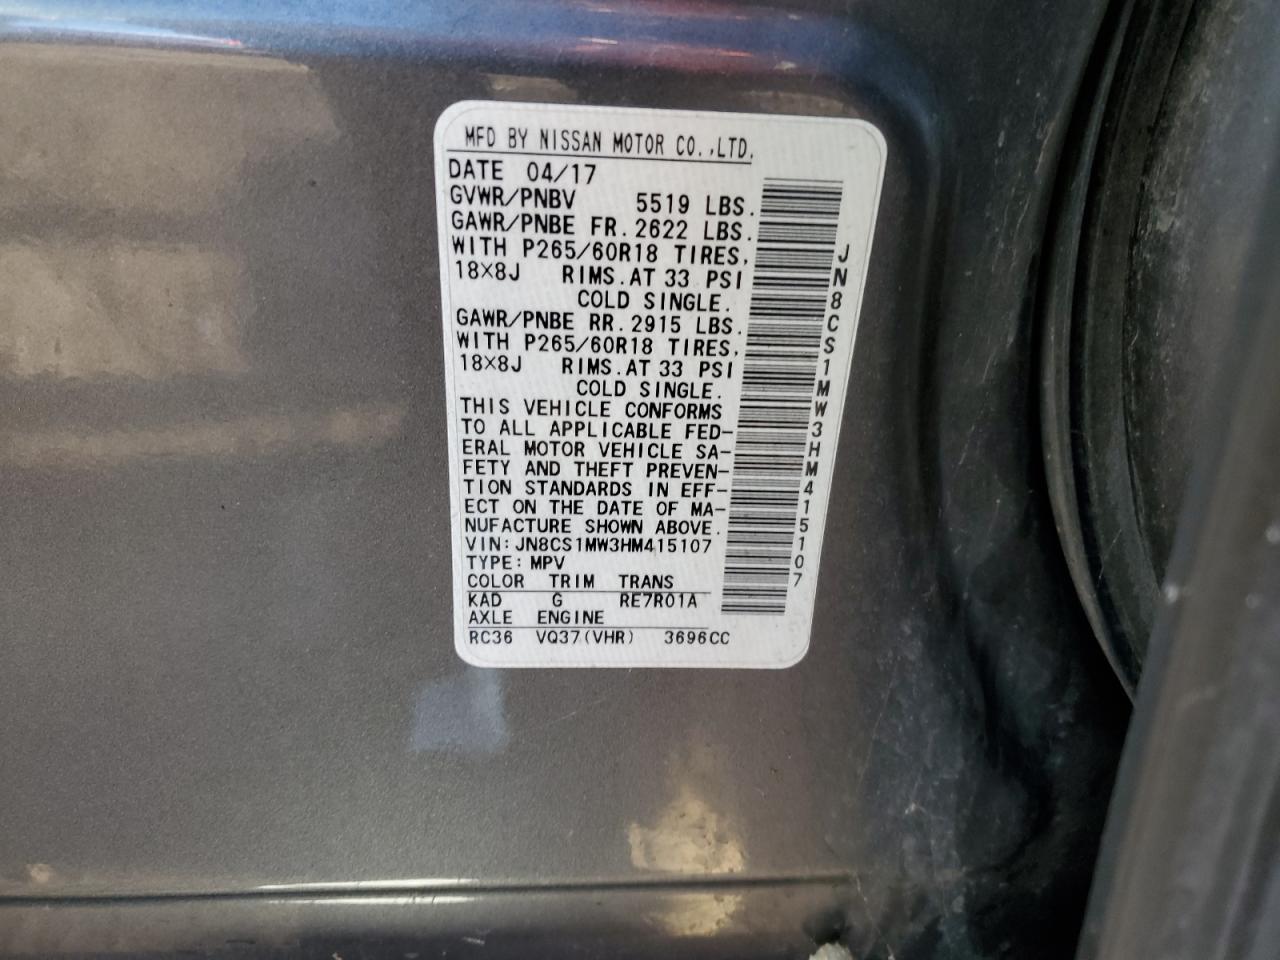 MFD BY NISSAN MOTOR CO.,LTD.
DATE 04/17
GVWR/PNBV 5519 LBS.
GAWR/PNBE FR. 2622 LBS.
WITH P265/60R18 TIRES,
18×8J RIMS.AT 33 PSI
COLD SINGLE.
GAWR/PNBE RR. 2915 LBS.
WITH P265/60R18 TIRES,
18×8J RIMS.AT 33 PSI
COLD SINGLE.
THIS VEHICLE CONFORMS
TO ALL APPLICABLE FED-
ERAL MOTOR VEHICLE SA-
FETY AND THEFT PREVEN-
TION STANDARDS IN EFF-
ECT ON THE DATE OF MA-
NUFACTURE SHOWN ABOVE.
VIN: JN8CS1MW3HM415107
TYPE: MPV
COLOR TRIM TRANS
KAD G RE7R01A
AXLE ENGINE
RC36 VQ37(VHR) 3696CC
JN8CS1MW3HM415107